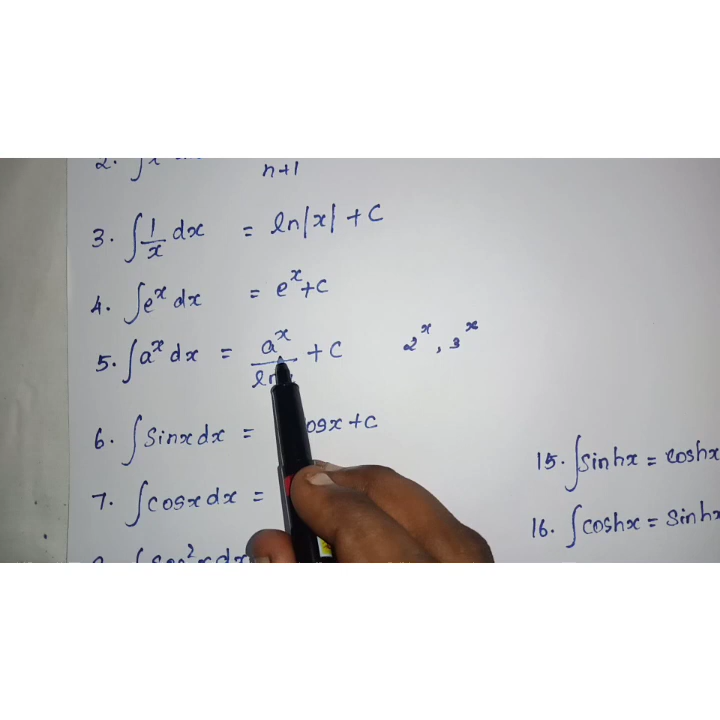 n+1
3. ∫ 1/x dx = ln|x| + C
4. ∫e^x dx = e^x + C
5. ∫a^x dx = a^x/ln + C 2^x, 3^x
6. ∫Sinx dx = osx + C
7. ∫cosx dx =
15. ∫sinhx = coshx
16. ∫coshx = Sinhx